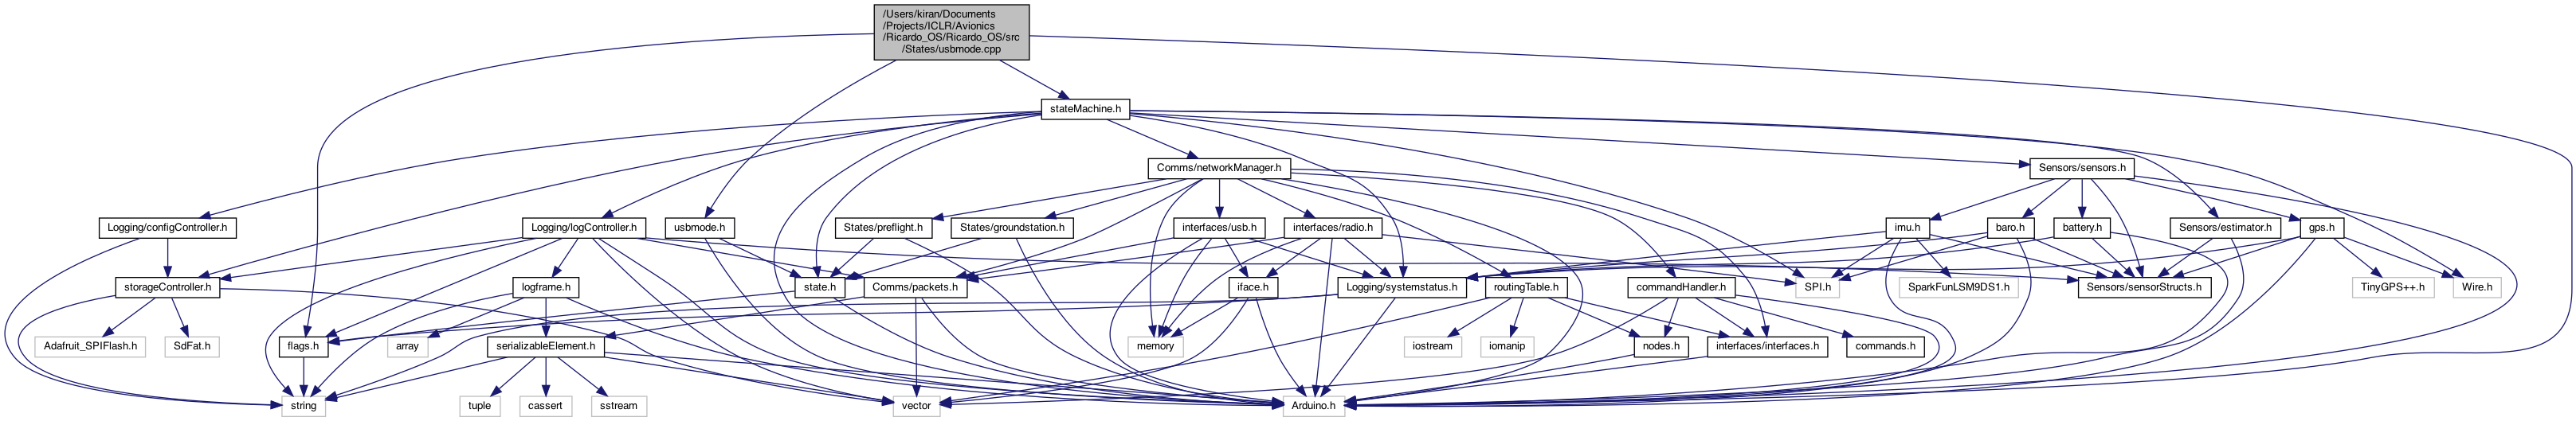 /Users/kiran/Documents
/Projects/ICLR/Avionics
/Ricardo_OS/Ricardo_OS/src
/States/usbmode.cpp
stateMachine.h
Comms/networkManager.h
Sensors/sensors.h
Logging/configController.h
Logging/logController.h
usbmode.h
States/preflight.h
States/groundstation.h
interfaces/usb.h
interfaces/radio.h
imu.h
baro.h
battery.h
Sensors/estimator.h
gps.h
storageController.h
logframe.h
state.h
Comms/packets.h
iface.h
Logging/systemstatus.h
routingTable.h
commandHandler.h
SPI.h
SparkFunLSM9DS1.h
Sensors/sensorStructs.h
TinyGPS++.h
Wire.h
Adafruit_SPIFlash.h
SdFat.h
flags.h
array
serializableElement.h
memory
iostream
iomanip
nodes.h
interfaces/interfaces.h
commands.h
string
tuple
cassert
sstream
vector
Arduino.h